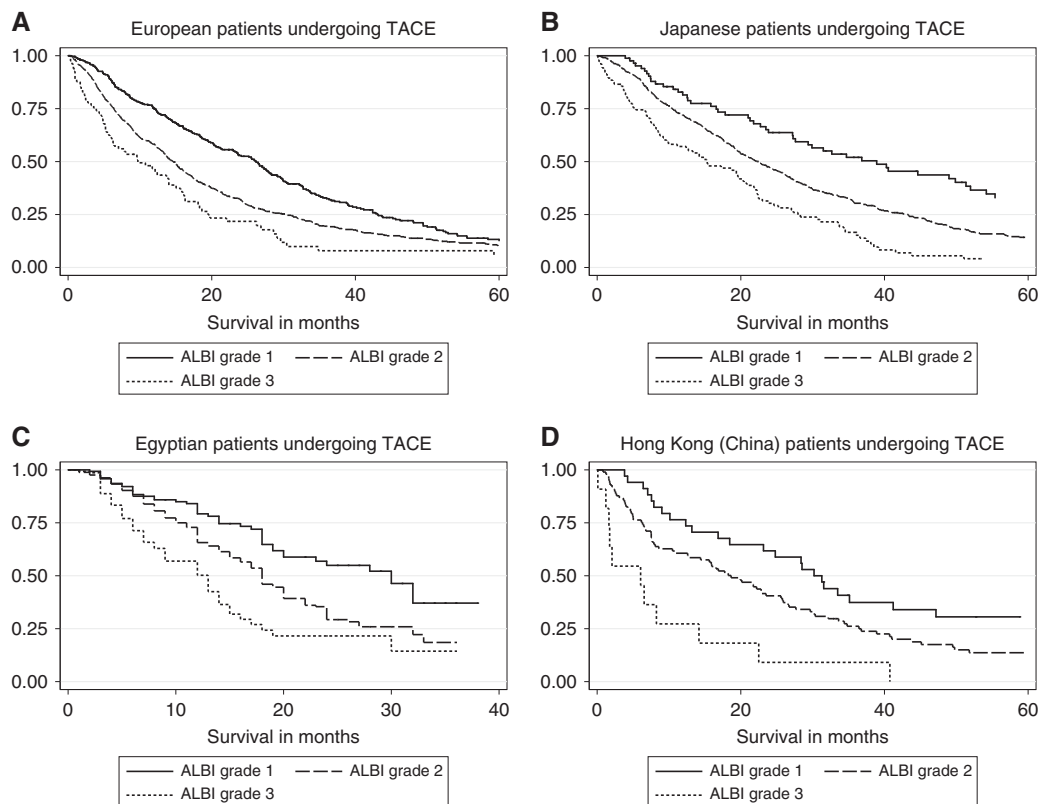 A
European patients undergoing TACE
1.00
0.75
0.50
0.25
0.00
0 20 40 60
Survival in months
ALBI grade 1 ALBI grade 2
ALBI grade 3
B
Japanese patients undergoing TACE
1.00
0.75
0.50
0.25
0.00
0 20 40 60
Survival in months
ALBI grade 1 ALBI grade 2
ALBI grade 3
C
Egyptian patients undergoing TACE
1.00
0.75
0.50
0.25
0.00
0 10 20 30 40
Survival in months
ALBI grade 1 ALBI grade 2
ALBI grade 3
D
Hong Kong (China) patients undergoing TACE
1.00
0.75
0.50
0.25
0.00
0 20 40 60
Survival in months
ALBI grade 1 ALBI grade 2
ALBI grade 3